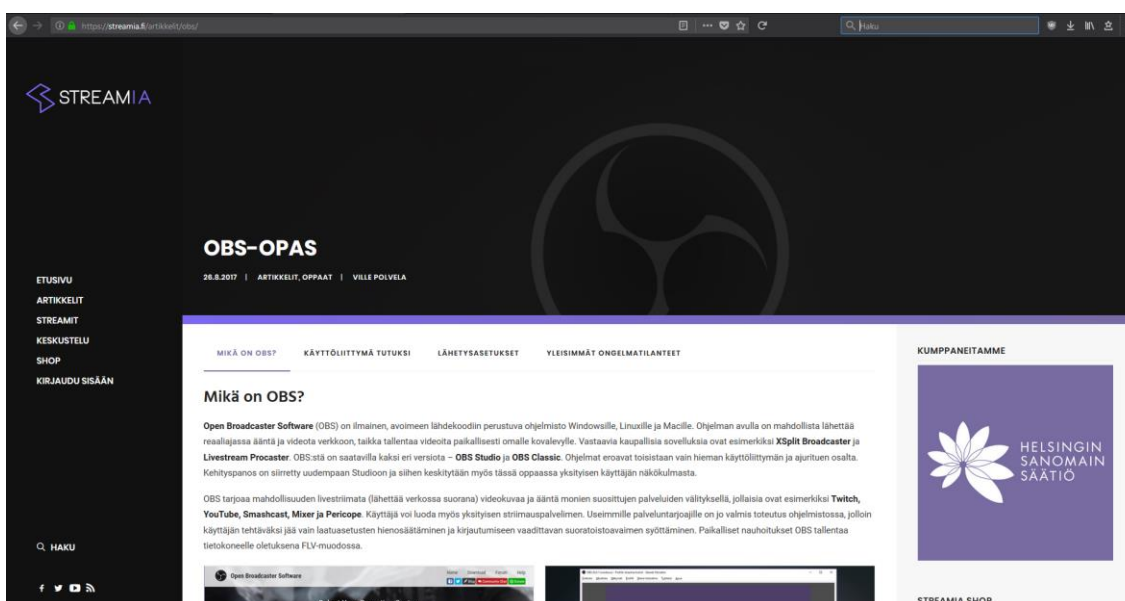 https://streamia.fi/artikkelit/obs/
Haku
STREAMIA
OBS-OPAS
26.8.2017 | ARTIKKELIT, OPPAAT | VILLE POLVELA
ETUSIVU
ARTIKKELIT
STREAMIT
KESKUSTELU
SHOP
KIRJAUDU SISÄÄN
HAKU
MIKÄ ON OBS? KÄYTTÖLIITTYMÄ TUTUKSI LÄHETYSASETUKSET YLEISIMMÄT ONGELMATILANTEET
Mikä on OBS?
Open Broadcaster Software (OBS) on ilmainen, avoimeen lähdekoodiin perustuva ohjelmisto Windowsille, Linuxille ja Macille. Ohjelman avulla on mahdollista lähettää
reaaliajassa ääntä ja videota verkkoon, taikka tallentaa videoita paikallisesti omalle kovalevylle. Vastaavia kaupallisia sovelluksia ovat esimerkiksi XSplit Broadcaster ja
Livestream Procaster. OBS:stä on saatavilla kaksi eri versiota – OBS Studio ja OBS Classic. Ohjelmat eroavat toisistaan vain hieman käyttöliittymän ja ajurituen osalta.
Kehityspanos on siirretty uudempaan Studioon ja siihen keskitytään myös tässä oppaassa yksityisen käyttäjän näkökulmasta.
OBS tarjoaa mahdollisuuden livestriimata (lähettää verkossa suorana) videokuvaa ja ääntä monien suosittujen palveluiden välityksellä, jollaisia ovat esimerkiksi Twitch,
YouTube, Smashcast, Mixer ja Pericope. Käyttäjä voi luoda myös yksityisen striimauspalvelimen. Useimmille palveluntarjoajille on jo valmis toteutus ohjelmistossa, jolloin
käyttäjän tehtäväksi jää vain laatuasetusten hienosäätäminen ja kirjautumiseen vaadittavan suoratoistoavaimen syöttäminen. Paikalliset nauhoitukset OBS tallentaa
tietokoneelle oletuksena FLV-muodossa.
Open Broadcaster Software
Home Download Forum Help
KUMPPANEITAMME
HELSINGIN
SANOMAIN
SÄÄTIÖ
STREAMIA SHOP